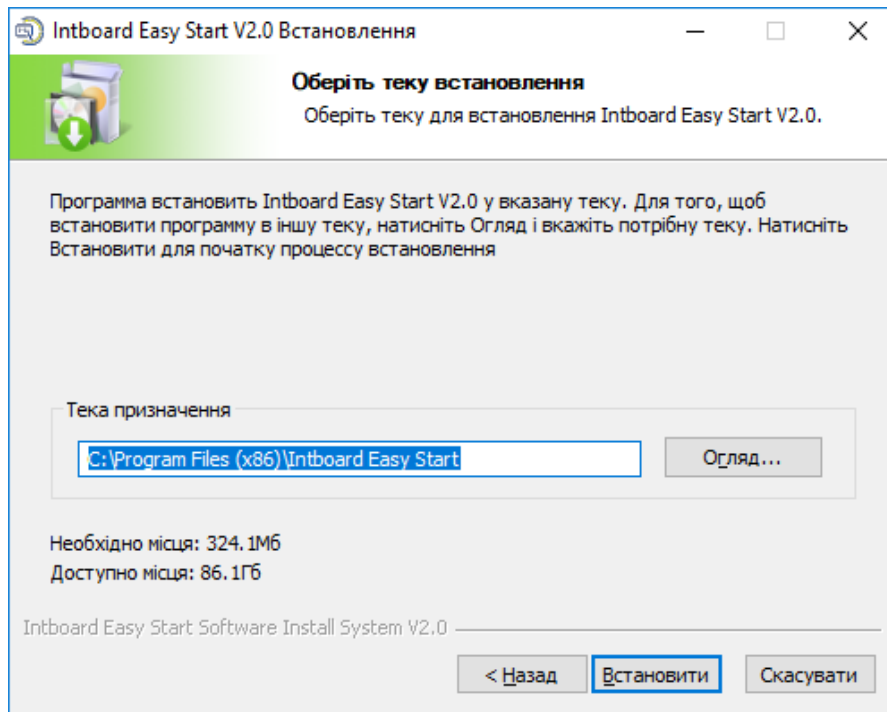 Intboard Easy Start V2.0 Встановлення
Оберіть теку встановлення
Оберіть теку для встановлення Intboard Easy Start V2.0.
Программа встановить Intboard Easy Start V2.0 у вказану теку. Для того, щоб
встановити программу в іншу теку, натисніть Огляд і вкажіть потрібну теку. Натисніть
Встановити для початку процессу встановлення
Тека призначення
C:\Program Files (x86)\Intboard Easy Start
Огляд...
Необхідно місця: 324.1Мб
Доступно місця: 86.1Гб
Intboard Easy Start Software Install System V2.0
< Назад
Встановити
Скасувати